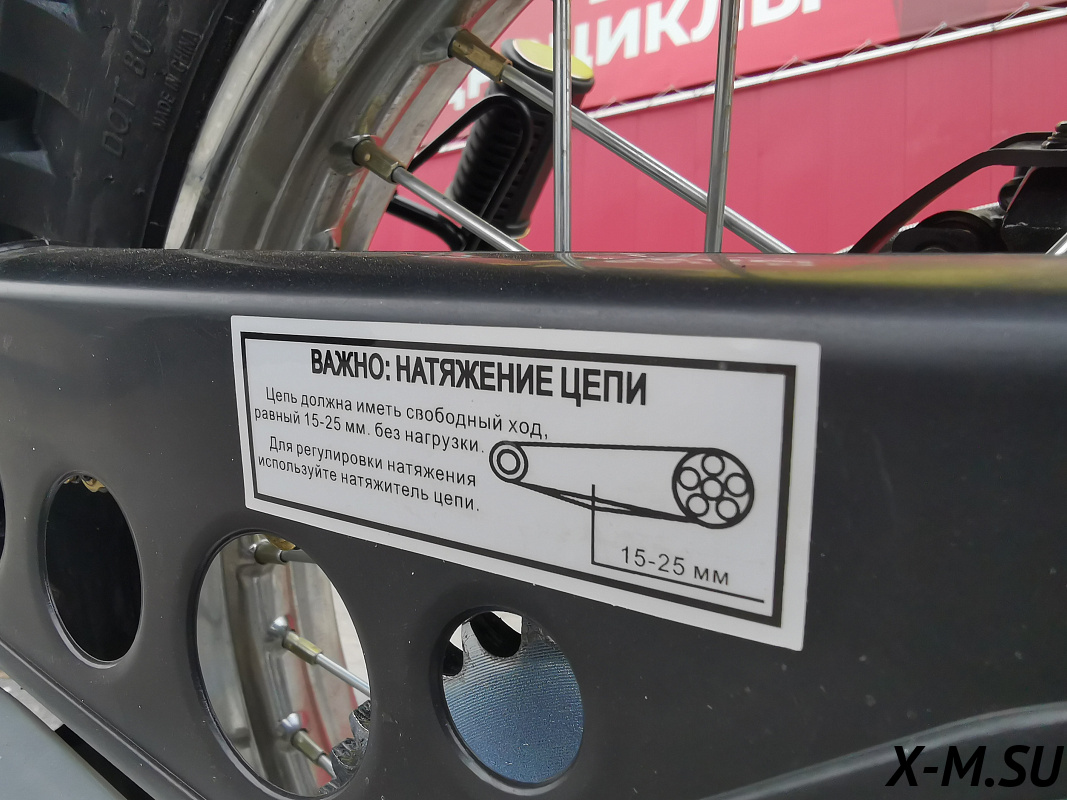 ЦИКЛЫ
DOT 80
MADE IN CHINA
ВАЖНО: НАТЯЖЕНИЕ ЦЕПИ
Цепь должна иметь свободный ход,
равный 15-25 мм. без нагрузки.
Для регулировки натяжения
используйте натяжитель цепи.
15-25 мм
X-M.SU